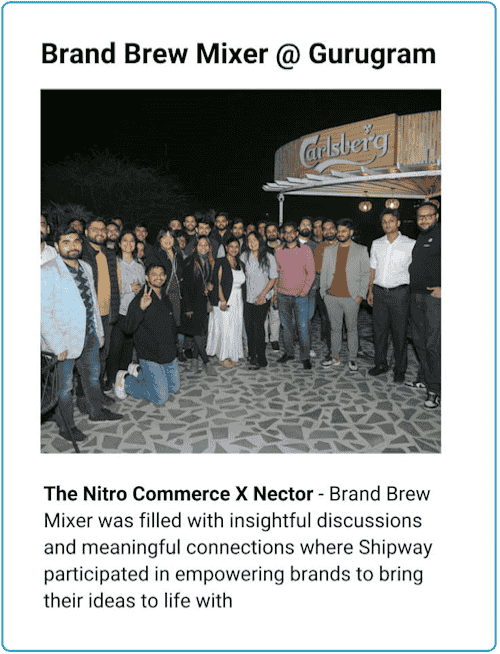 Brand Brew Mixer @ Gurugram
Carlsberg
The Nitro Commerce X Nector - Brand Brew
Mixer was filled with insightful discussions
and meaningful connections where Shipway
participated in empowering brands to bring
their ideas to life with